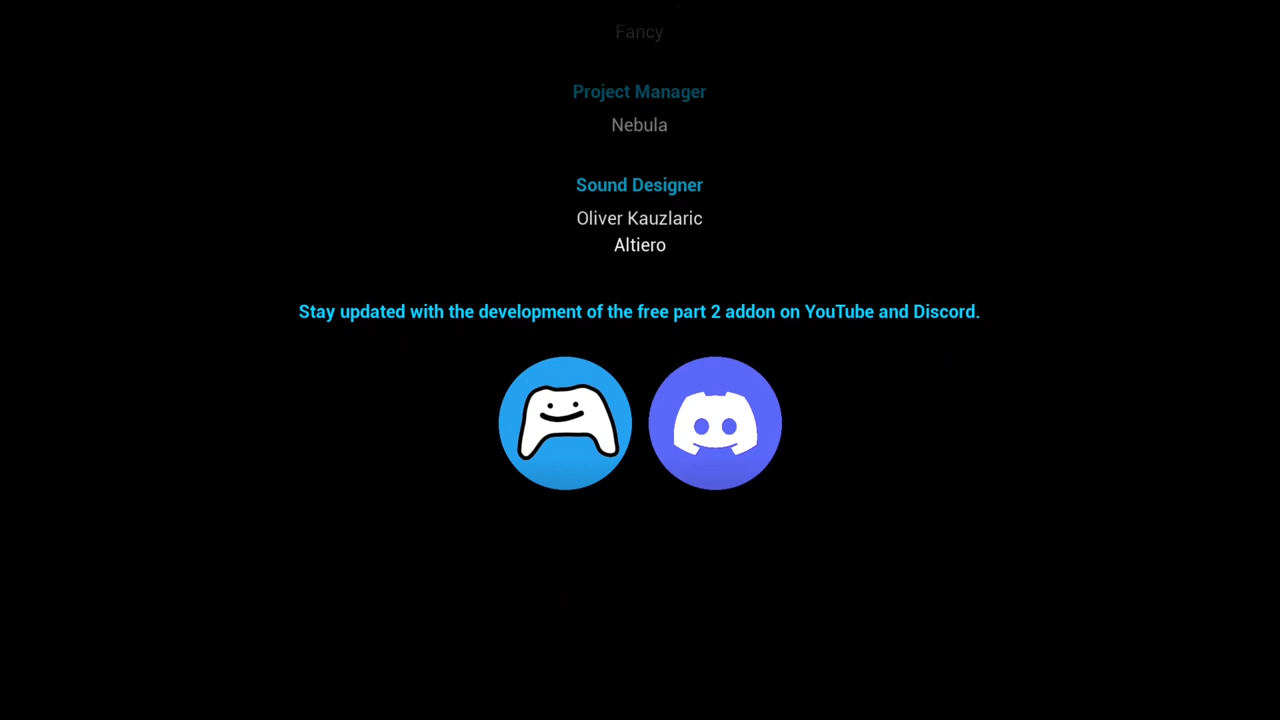 Fancy
Project Manager
Nebula
Sound Designer
Oliver Kauzlaric
Altiero
Stay updated with the development of the free part 2 addon on YouTube and Discord.